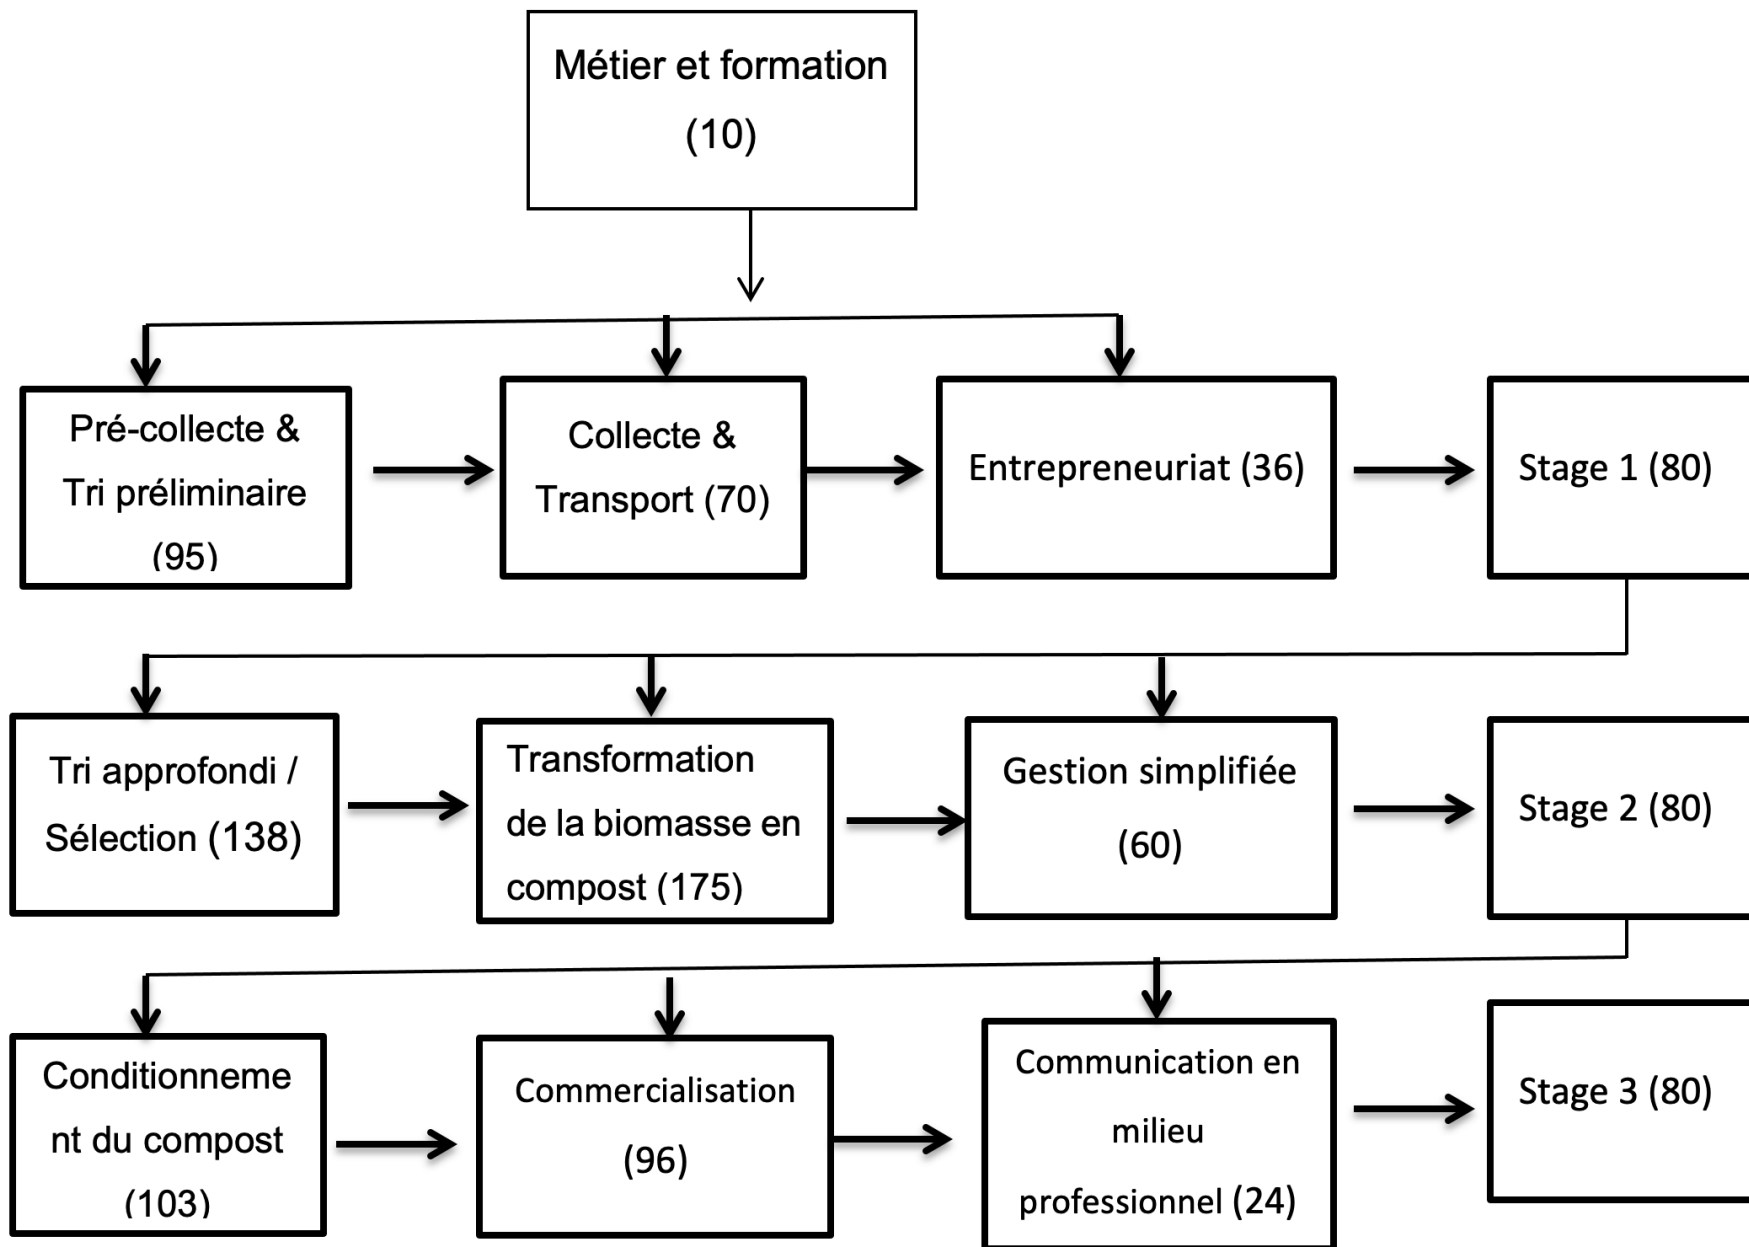 Métier et formation
(10)
Pré-collecte &
Tri préliminaire
(95)
Collecte &
Transport (70)
Entrepreneuriat (36)
Stage 1 (80)
Tri approfondi /
Sélection (138)
Transformation
de la biomasse en
compost (175)
Gestion simplifiée
(60)
Stage 2 (80)
Conditionneme
nt du compost
(103)
Commercialisation
(96)
Communication en
milieu
professionnel (24)
Stage 3 (80)